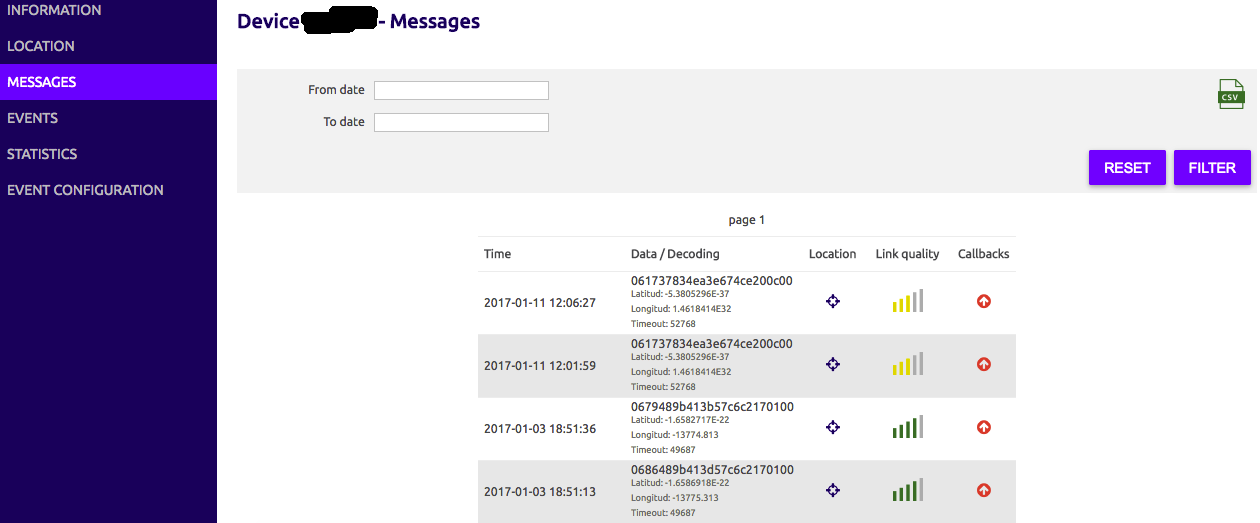 INFORMATION
LOCATION
MESSAGES
EVENTS
STATISTICS
EVENT CONFIGURATION
Device - Messages
From date
To date
CSV
RESET FILTER
page 1
Time Data / Decoding Location Link quality Callbacks
061737834ea3e674ce200c00
Latitud: -5.3805296E-37
2017-01-11 12:06:27
Longitud: 1.4618414E32
Timeout: 52768
061737834ea3e674ce200c00
Latitud: -5.3805296E-37
2017-01-11 12:01:59
Longitud: 1.4618414E32
Timeout: 52768
0679489b413b57c6c2170100
Latitud: -1.6582717E-22
2017-01-03 18:51:36
Longitud: -13774.813
Timeout: 49687
0686489b413d57c6c2170100
Latitud: -1.6586918E-22
2017-01-03 18:51:13
Longitud: -13775.313
Timeout: 49687